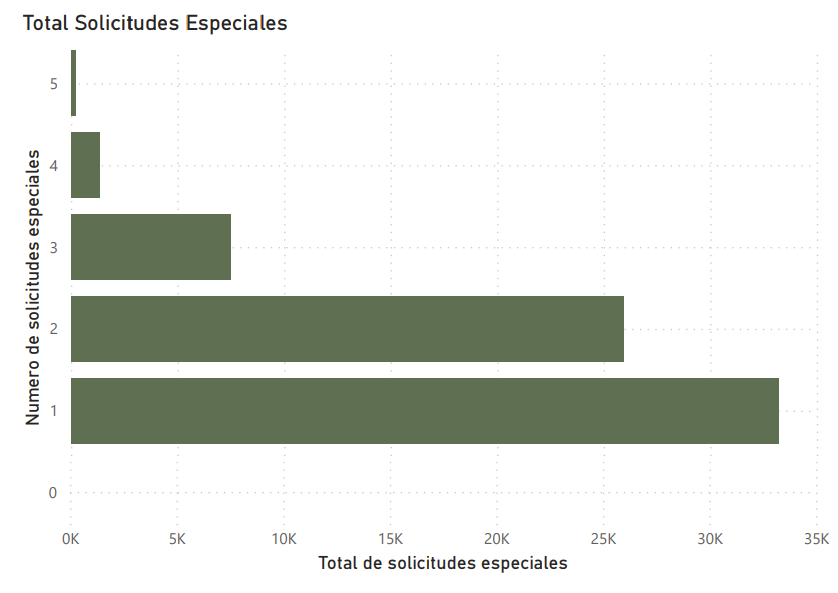 Total Solicitudes Especiales
Numero de solicitudes especiales
5
4
3
2
1
0
0K 5K 10K 15K 20K 25K 30K 35K
Total de solicitudes especiales